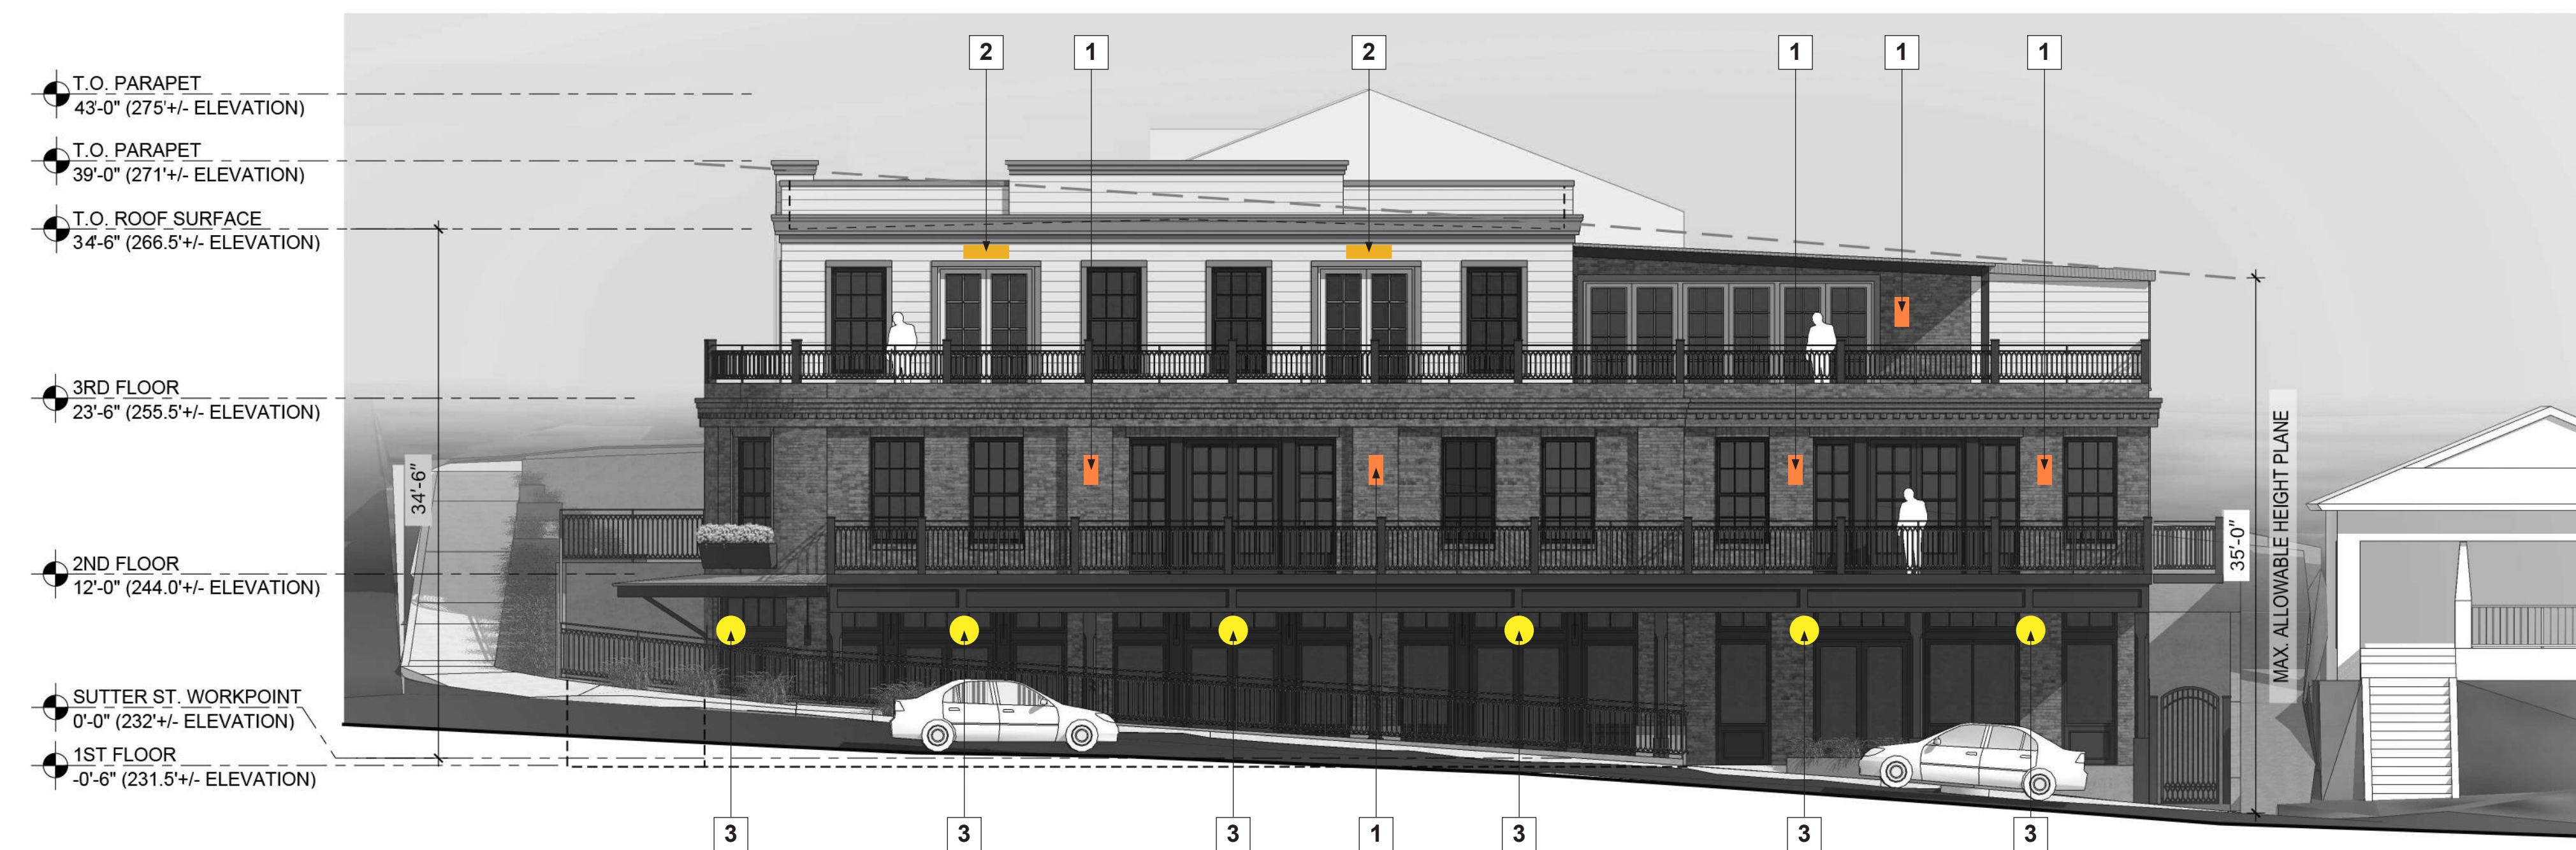 2 1 2 1 1 1
T.O. PARAPET
43'-0" (275'+/- ELEVATION)
T.O. PARAPET
39'-0" (271'+/- ELEVATION)
T.O. ROOF SURFACE
34'-6" (266.5'+/- ELEVATION)
3RD FLOOR
23'-6" (255.5'+/- ELEVATION)
34'-6"
MAX. ALLOWABLE HEIGHT PLANE
35'-0"
2ND FLOOR
12'-0" (244.0'+/- ELEVATION)
SUTTER ST. WORKPOINT
0'-0" (232'+/- ELEVATION)
1ST FLOOR
-0'-6" (231.5'+/- ELEVATION)
3 3 3 1 3 3 3